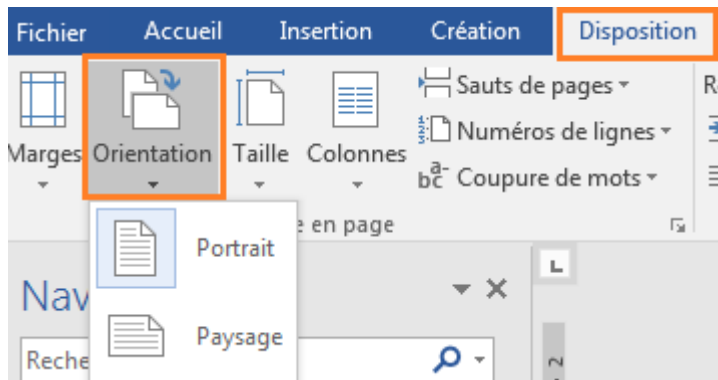 Fichier Accueil Insertion Création Disposition
Sauts de pages
Numéros de lignes
Marges Orientation Taille Colonnes
Coupure de mots
en page
Portrait
Nav
Paysage
Reche
2